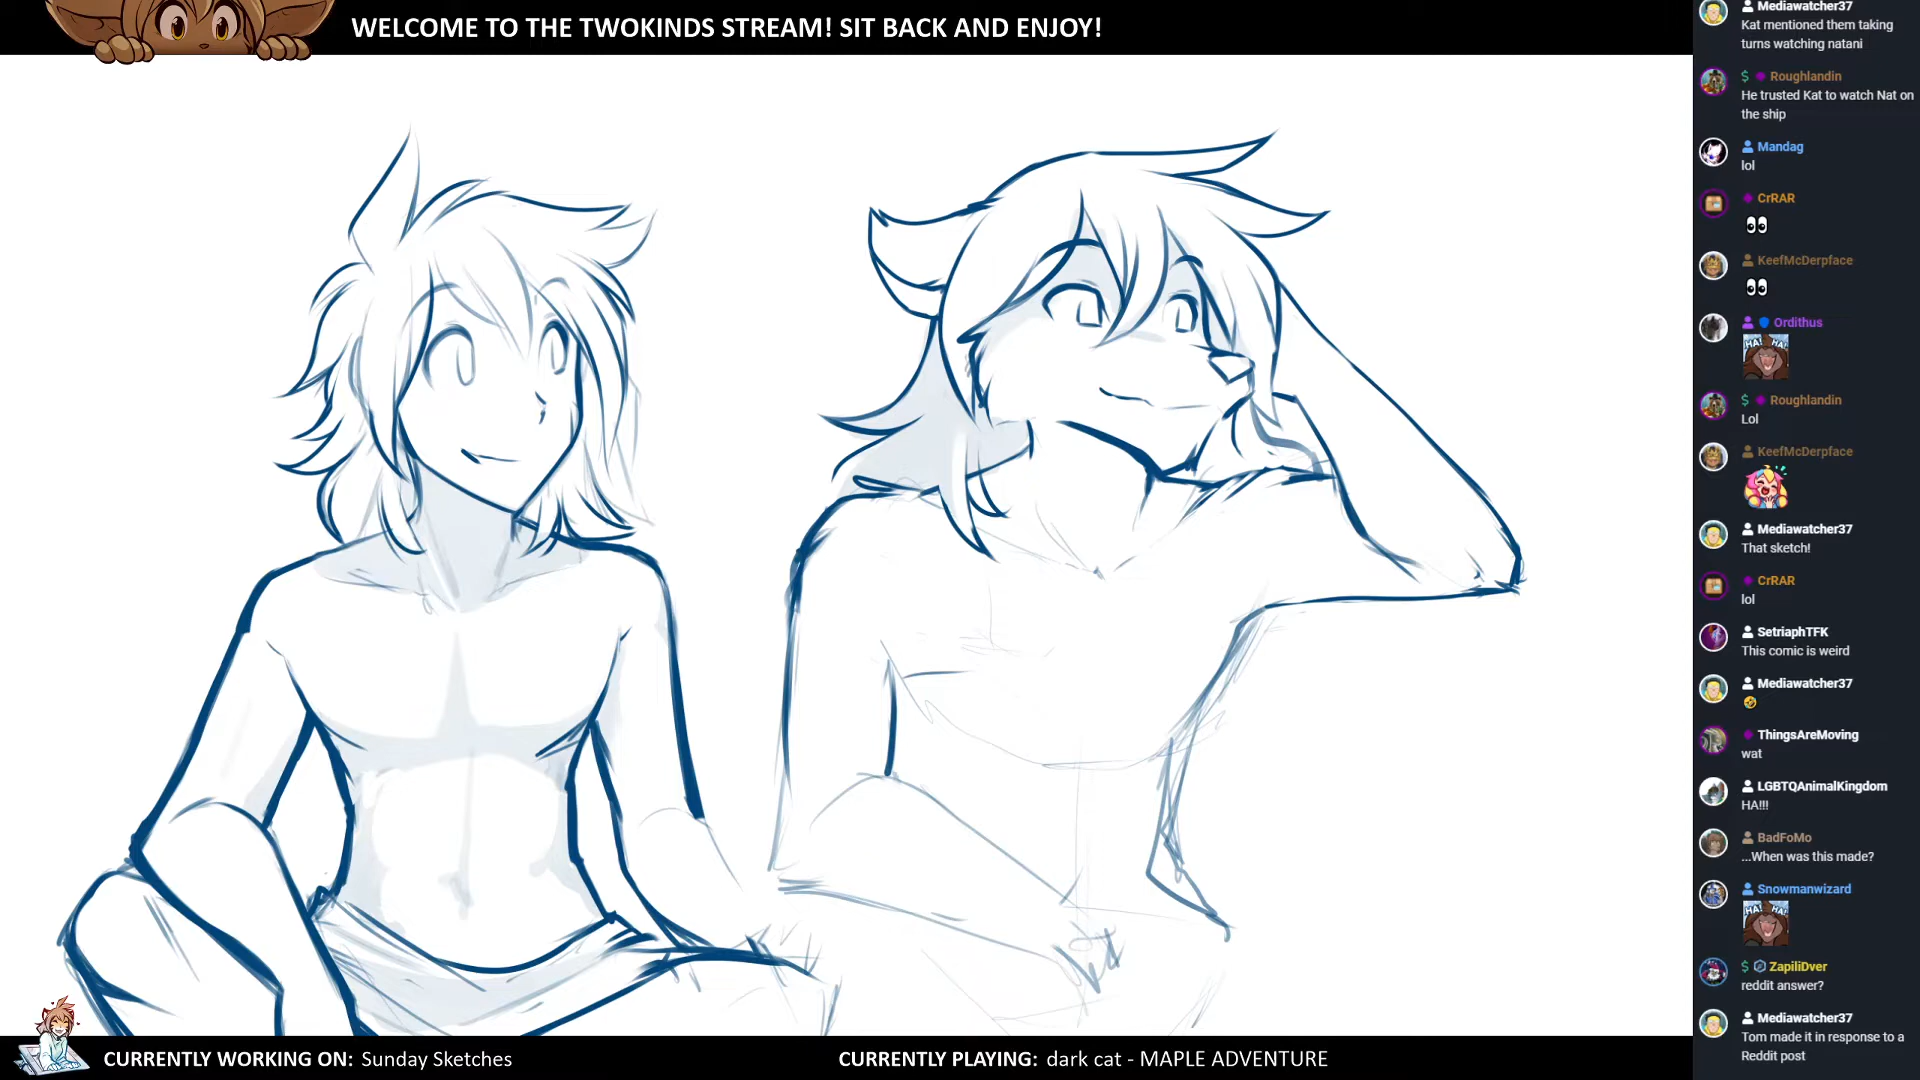 WELCOME TO THE TWOKINDS STREAM! SIT BACK AND ENJOY!
Mediawatcher37
Kat mentioned them taking
turns watching natani
$ Roughlandin
He trusted Kat to watch Nat on
the ship
Mandag
lol
CrRAR
KeefMcDerpface
Ordithus
HA! HA!
$ Roughlandin
Lol
KeefMcDerpface
Mediawatcher37
That sketch!
CrRAR
lol
SetriaphTFK
This comic is weird
Mediawatcher37
ThingsAreMoving
wat
LGBTQAnimalKingdom
HA!!!
BadFoMo
...When was this made?
Snowmanwizard
HA! HA!
$ ZapiliDver
reddit answer?
Mediawatcher37
Tom made it in response to a
Reddit post
CURRENTLY WORKING ON: Sunday Sketches
CURRENTLY PLAYING: dark cat - MAPLE ADVENTURE